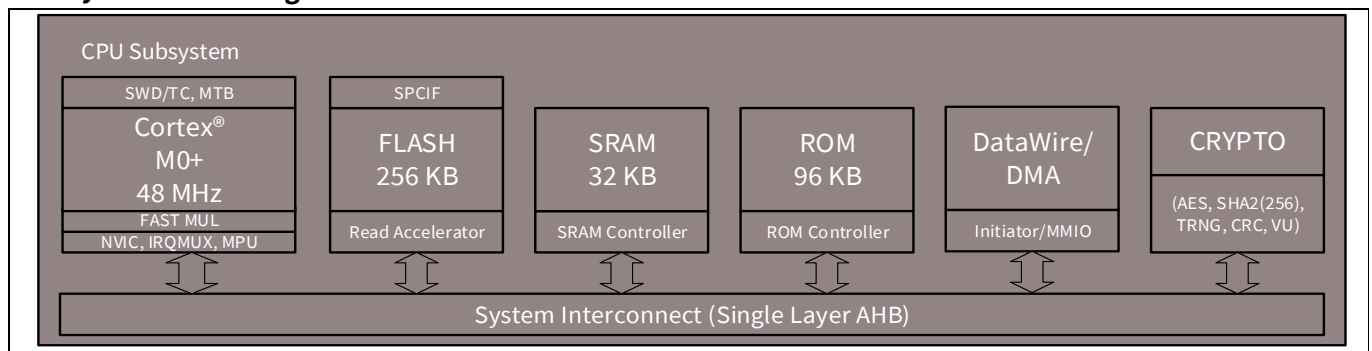 CPU Subsystem
SWD/TC, MTB
Cortex®
M0+
48 MHz
FAST MUL
NVIC, IRQMUX, MPU
SPCIF
FLASH
256 KB
Read Accelerator
SRAM
32 KB
SRAM Controller
ROM
96 KB
ROM Controller
DataWire/
DMA
Initiator/MMIO
CRYPTO
(AES, SHA2(256),
TRNG, CRC, VU)
System Interconnect (Single Layer AHB)